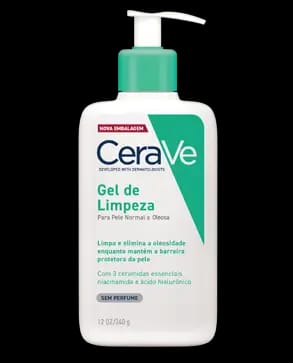 NOVA EMBALAGEM
CeraVe
DEVELOPED WITH DERMATOLOGISTS
Gel de
Limpeza
Para Pele Normal a Oleosa
Limpa e elimina a oleosidade
enquanto mantém a barreira
protetora da pele
Com 3 ceramidas essenciais
niacinamida e ácido hialurônico
SEM PERFUME
12 OZ/340g